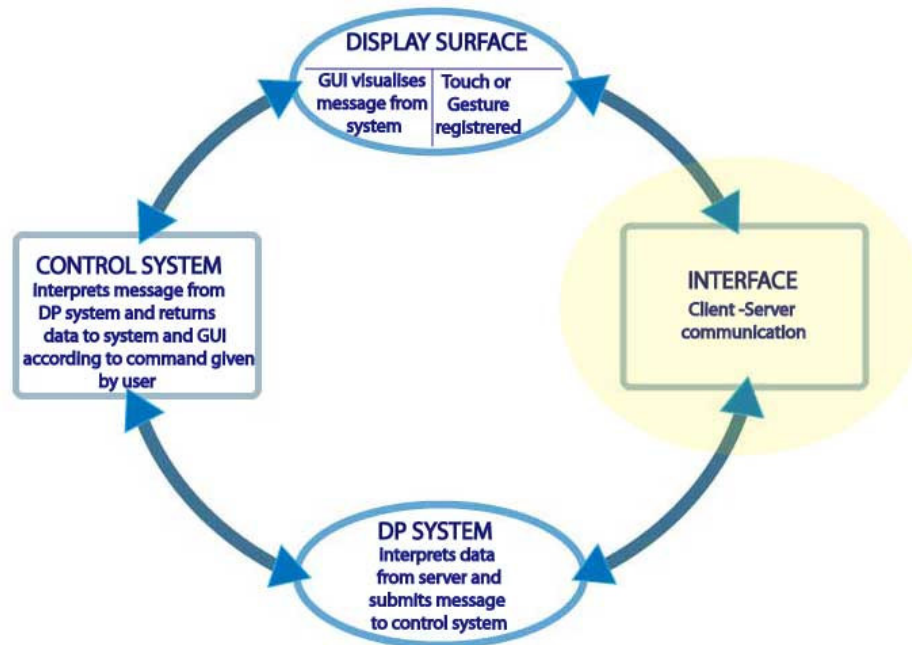 DISPLAY SURFACE
GUI visualises
message from
system
Touch or
Gesture
registrered
CONTROL SYSTEM
Interprets message from
DP system and returns
data to system and GUI
according to command given
by user
INTERFACE
Client -Server
communication
DP SYSTEM
Interprets data
from server and
submits message
to control system